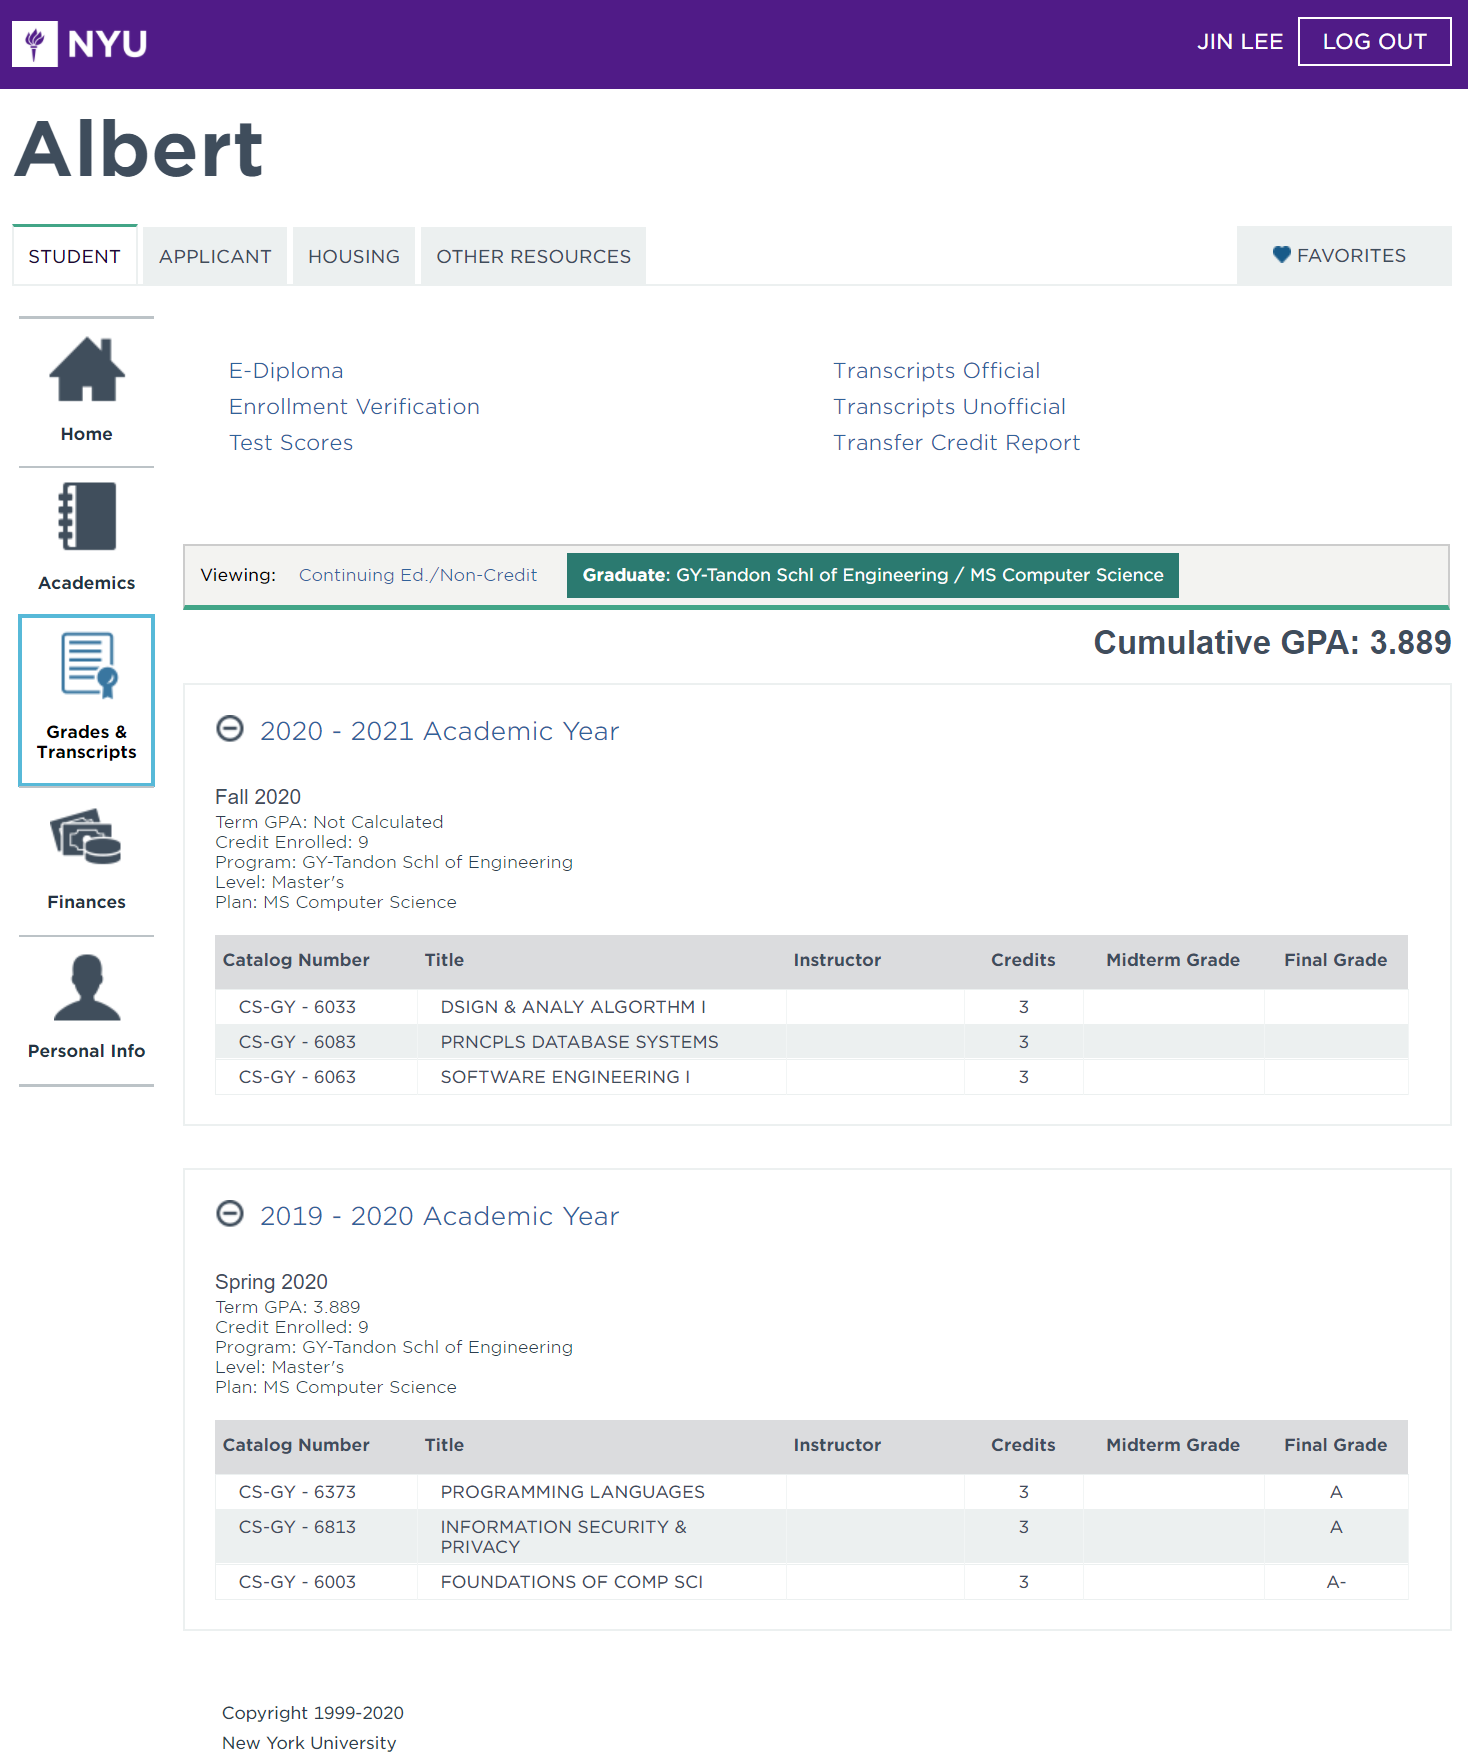 NYU
JIN LEE LOG OUT
Albert
STUDENT APPLICANT HOUSING OTHER RESOURCES FAVORITES
Home
Academics
Grades &
Transcripts
Finances
Personal Info
E-Diploma Transcripts Official
Enrollment Verification Transcripts Unofficial
Test Scores Transfer Credit Report
Viewing: Continuing Ed./Non-Credit Graduate: GY-Tandon Schl of Engineering / MS Computer Science
Cumulative GPA: 3.889
2020 - 2021 Academic Year
Fall 2020
Term GPA: Not Calculated
Credit Enrolled: 9
Program: GY-Tandon Schl of Engineering
Level: Master's
Plan: MS Computer Science
Catalog Number Title Instructor Credits Midterm Grade Final Grade
CS-GY - 6033 DSIGN & ANALY ALGORTHM I 3
CS-GY - 6083 PRNCPLS DATABASE SYSTEMS 3
CS-GY - 6063 SOFTWARE ENGINEERING I 3
2019 - 2020 Academic Year
Spring 2020
Term GPA: 3.889
Credit Enrolled: 9
Program: GY-Tandon Schl of Engineering
Level: Master's
Plan: MS Computer Science
Catalog Number Title Instructor Credits Midterm Grade Final Grade
CS-GY - 6373 PROGRAMMING LANGUAGES 3 A
CS-GY - 6813 INFORMATION SECURITY & 3 A
PRIVACY
CS-GY - 6003 FOUNDATIONS OF COMP SCI 3 A-
Copyright 1999-2020
New York University